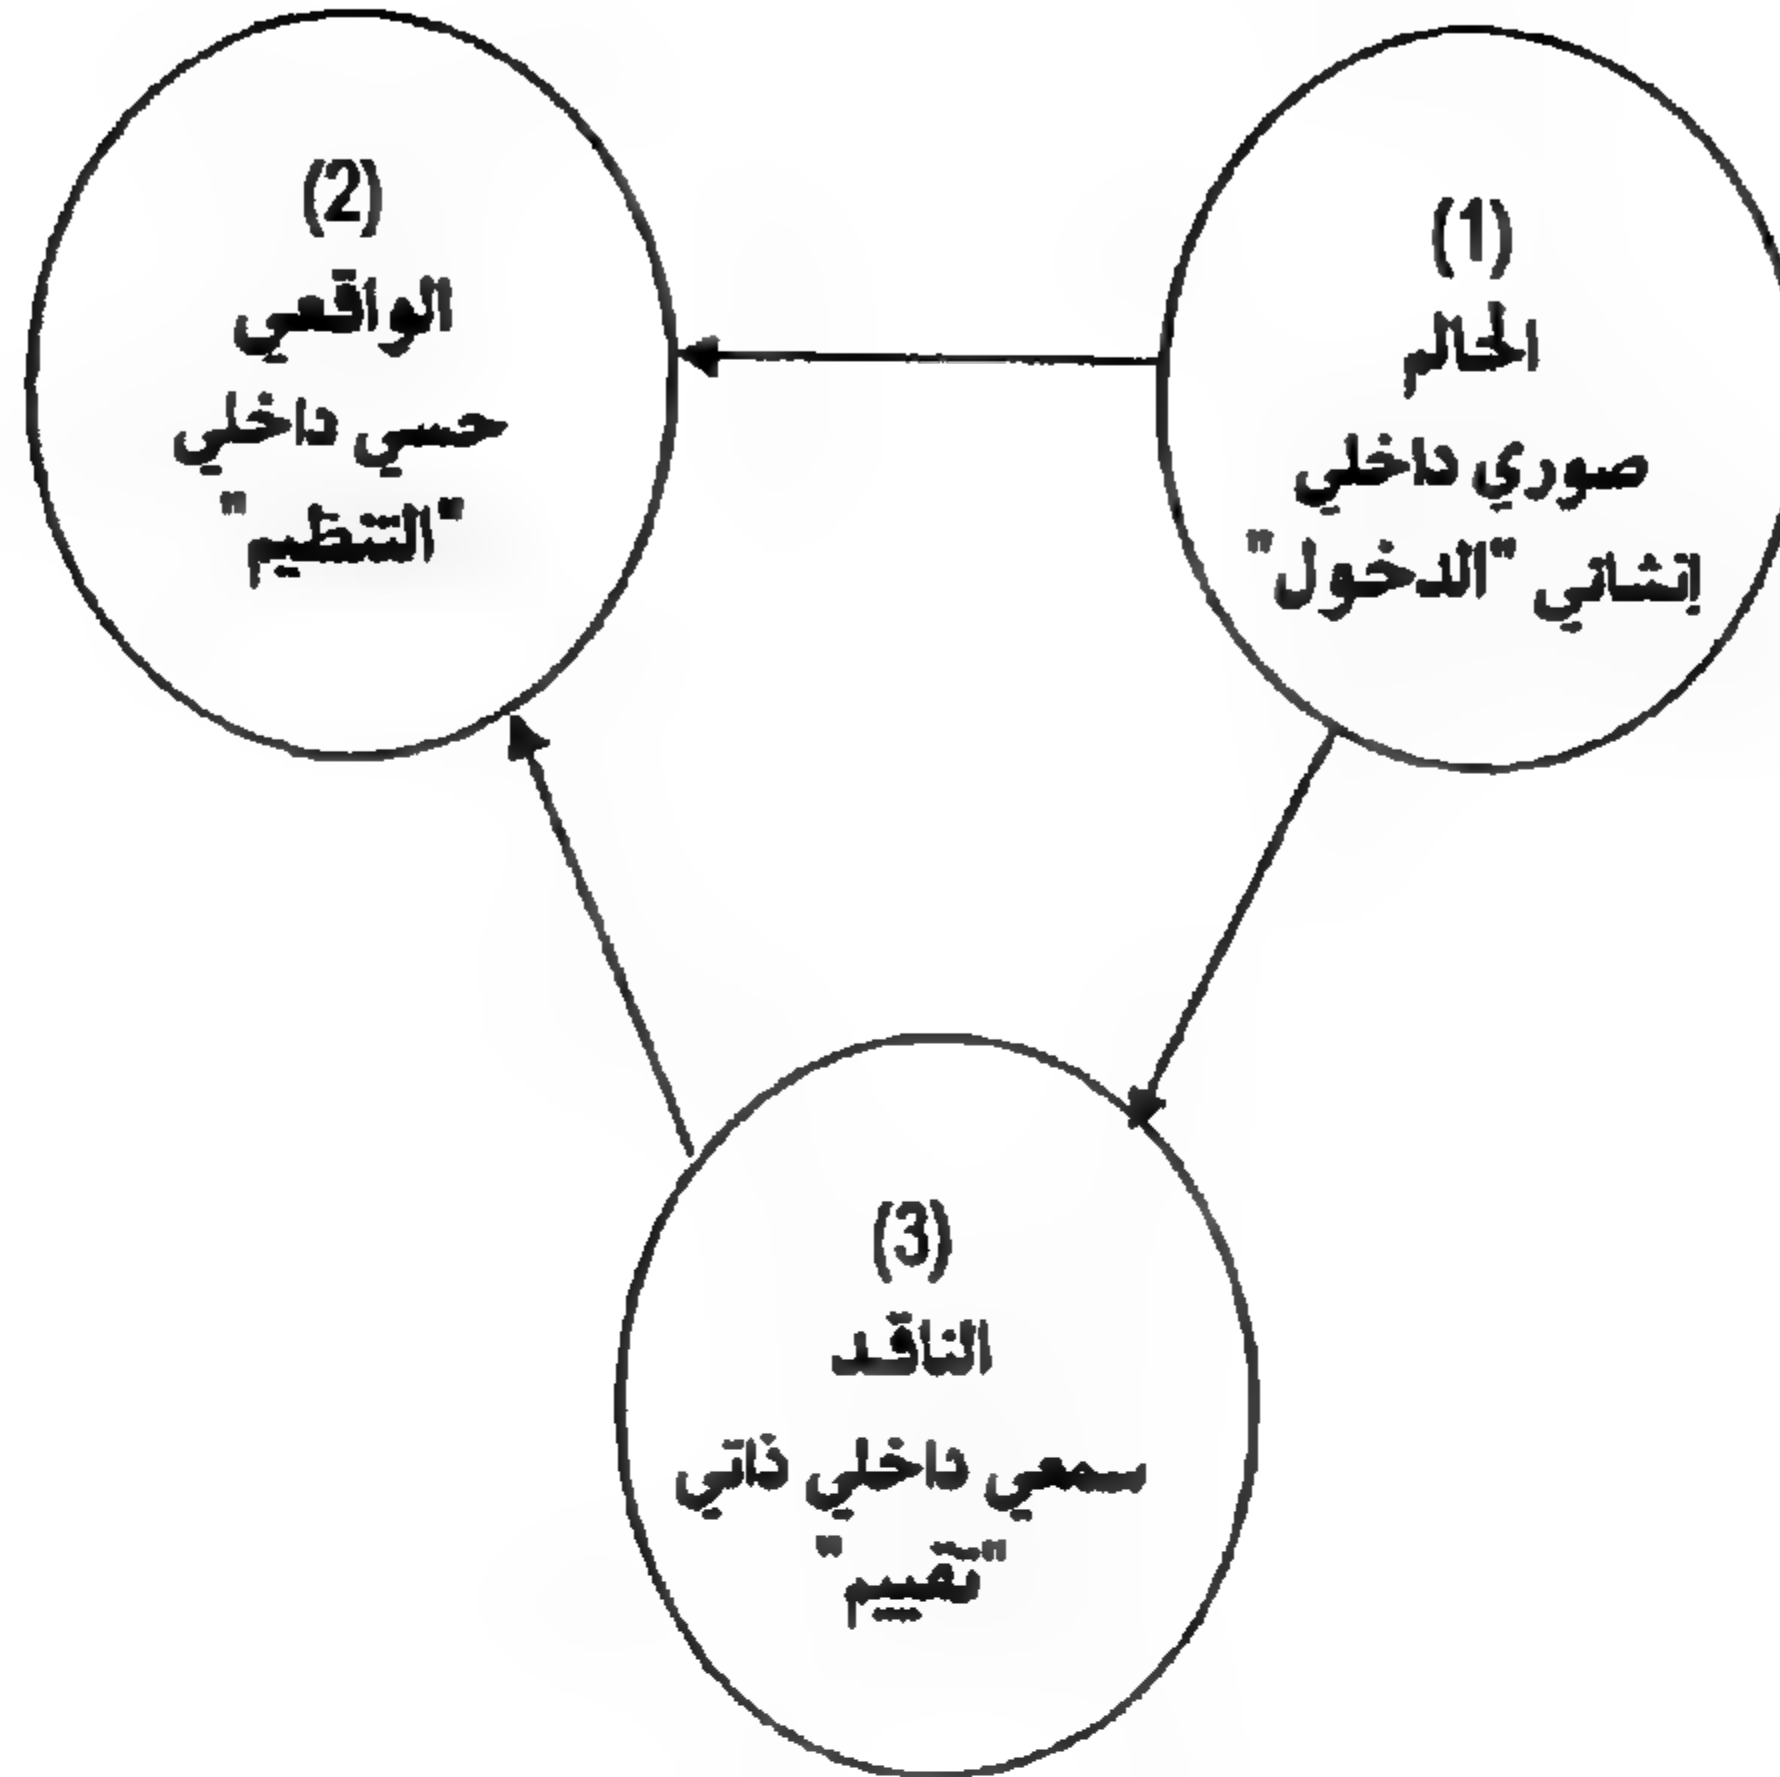 (1)
الحالم
صوري داخلي
إنشائي "الدخول"
(2)
الواقعي
حسي داخلي
"التنظيم"
(3)
الناقد
سمعي داخلي ذاتي
"تقييم"